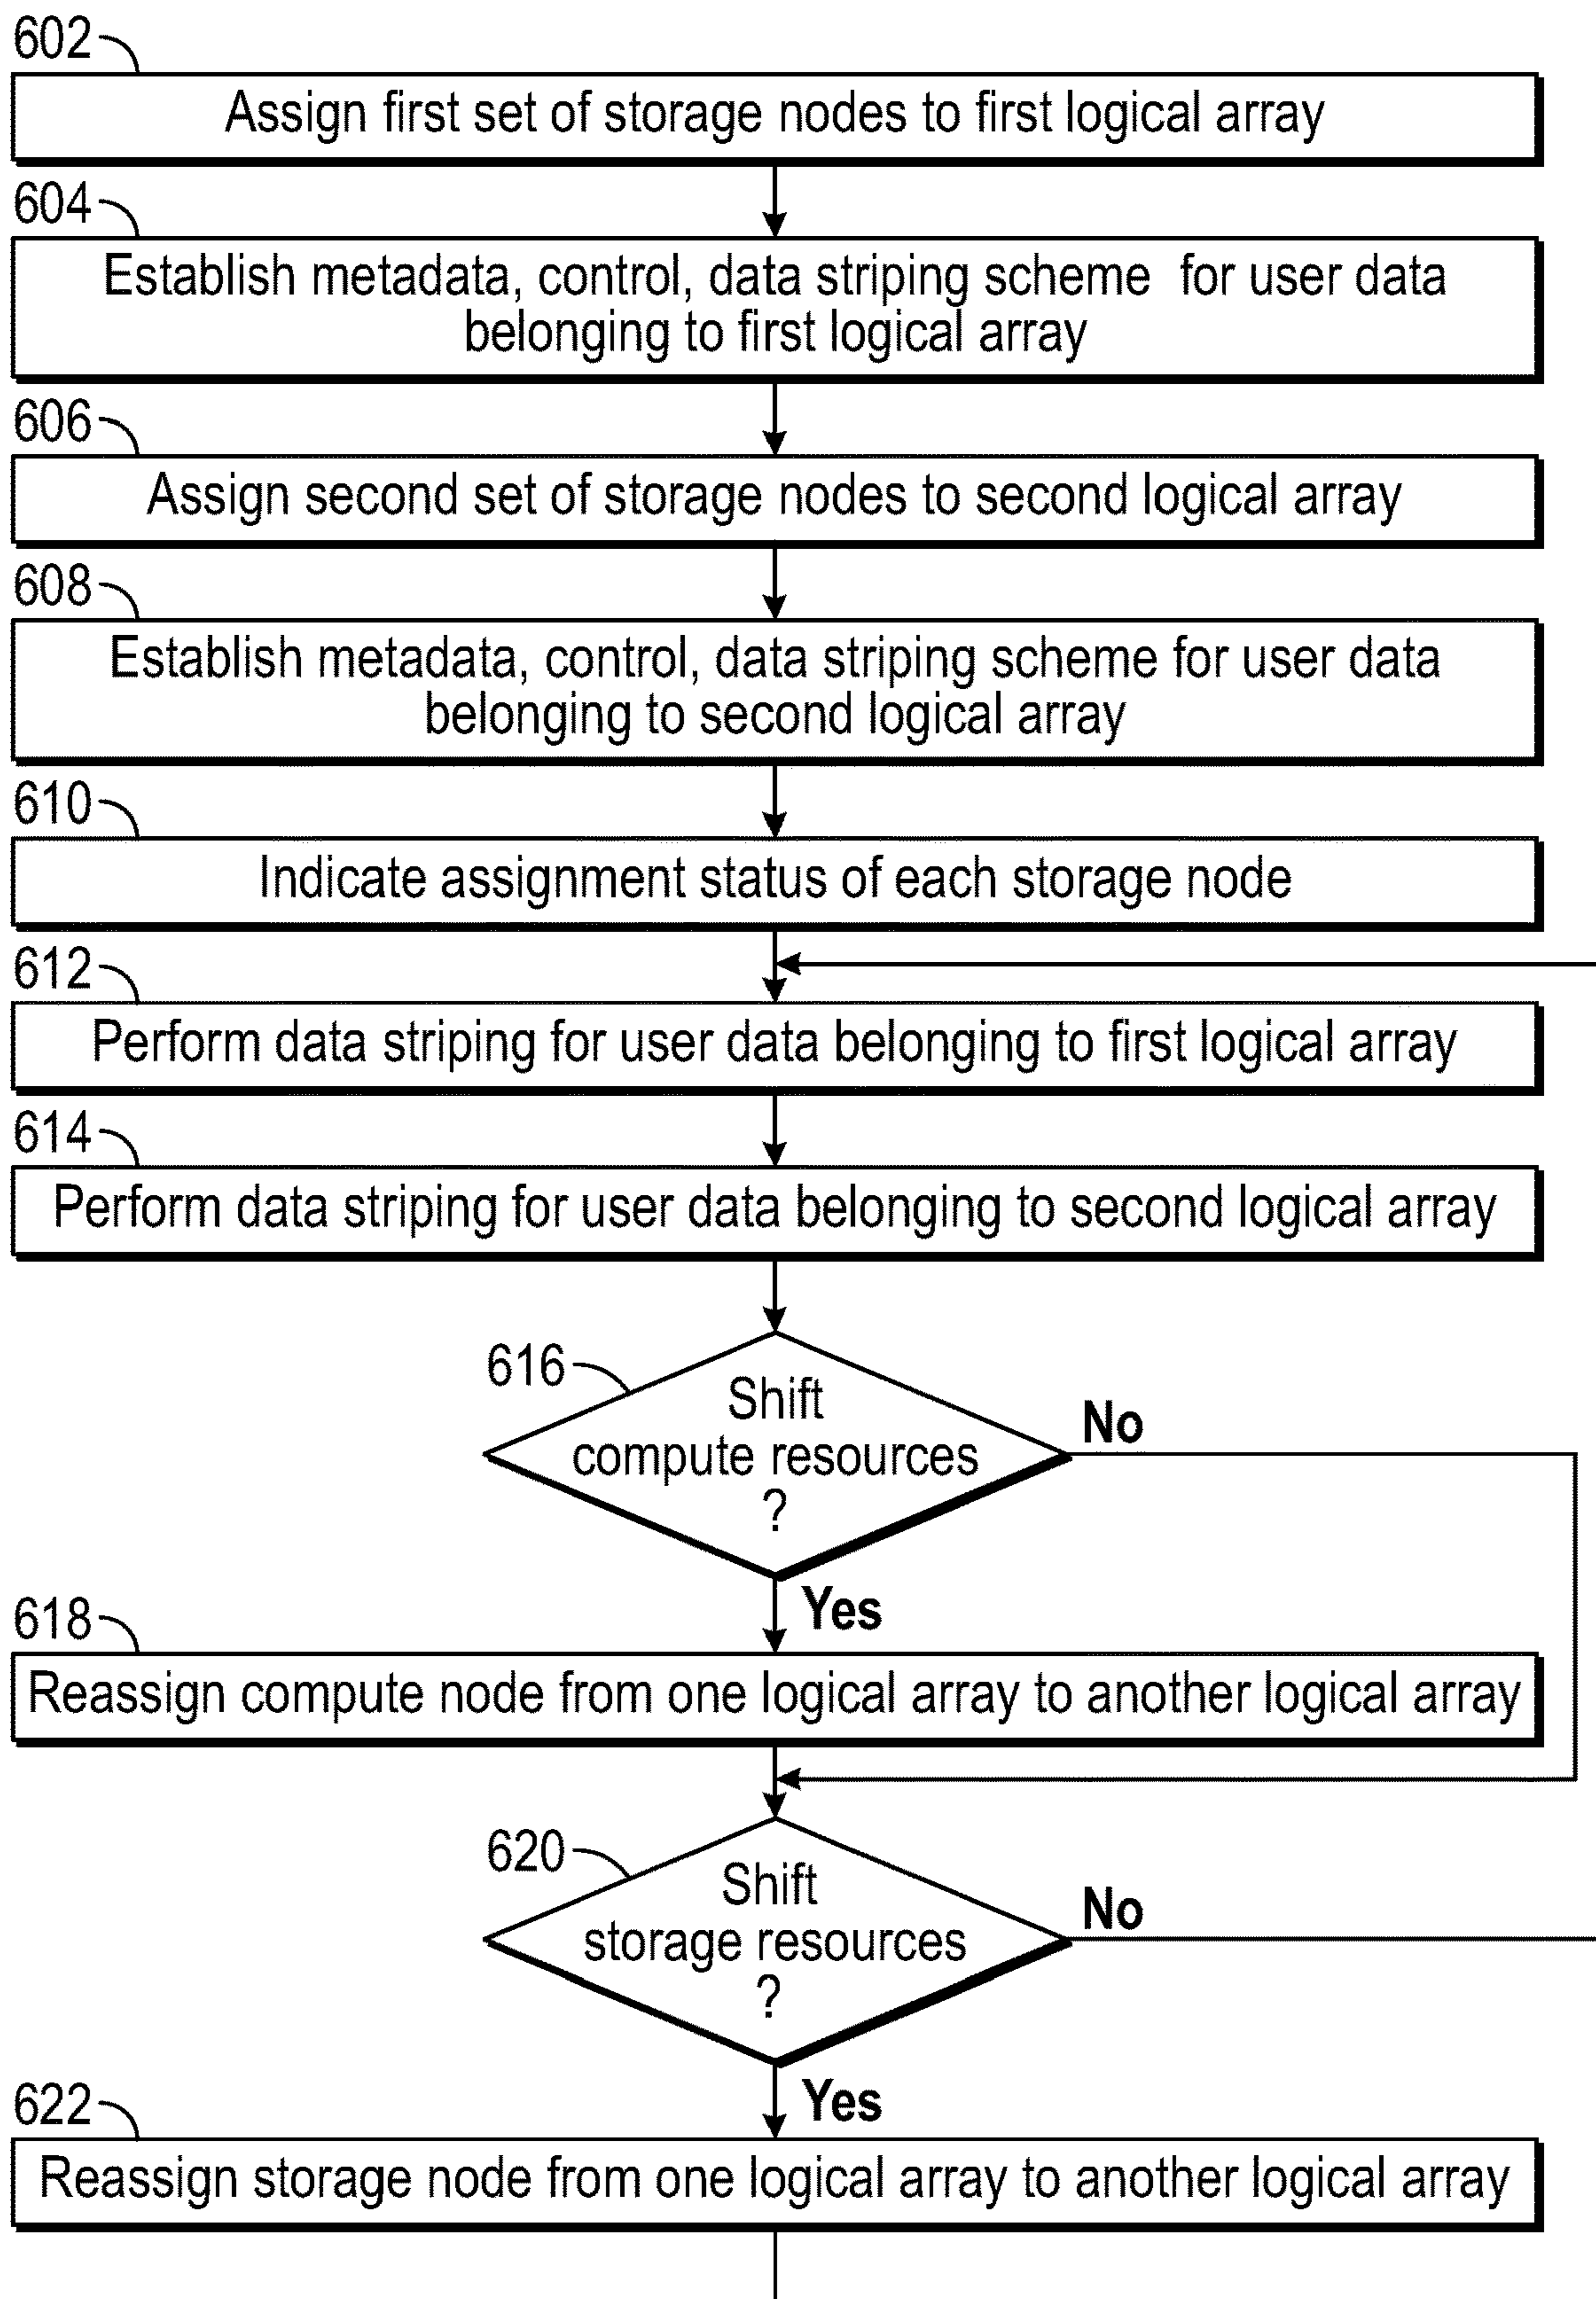 602
Assign first set of storage nodes to first logical array
604
Establish metadata, control, data striping scheme for user data
belonging to first logical array
606
Assign second set of storage nodes to second logical array
608
Establish metadata, control, data striping scheme for user data
belonging to second logical array
610
Indicate assignment status of each storage node
612
Perform data striping for user data belonging to first logical array
614
Perform data striping for user data belonging to second logical array
616
Shift
compute resources
?
No
Yes
618
Reassign compute node from one logical array to another logical array
620
Shift
storage resources
?
No
Yes
622
Reassign storage node from one logical array to another logical array